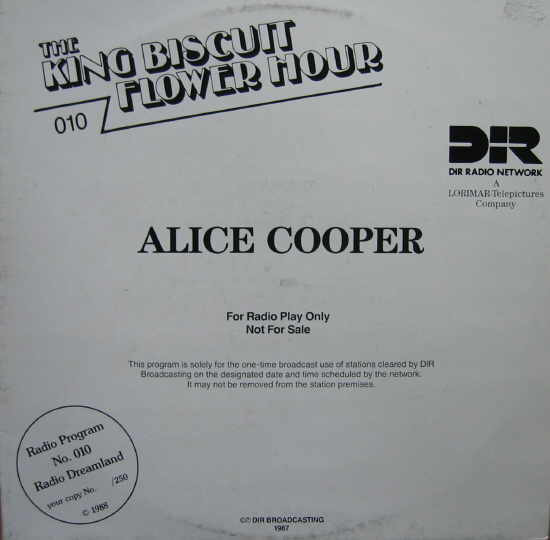 THE
KING BISCUIT
FLOWER HOUR
010
DIR
DIR RADIO NETWORK
A
LORIMAR-Telepictures
Company
ALICE COOPER
For Radio Play Only
Not For Sale
This program is solely for the one-time broadcast use of stations cleared by DIR
Broadcasting on the designated date and time scheduled by the network.
It may not be removed from the station premises.
Radio Program
No. 010
Radio Dreamland
your copy No. /250
© 1988
©℗ DIR BROADCASTING
1987